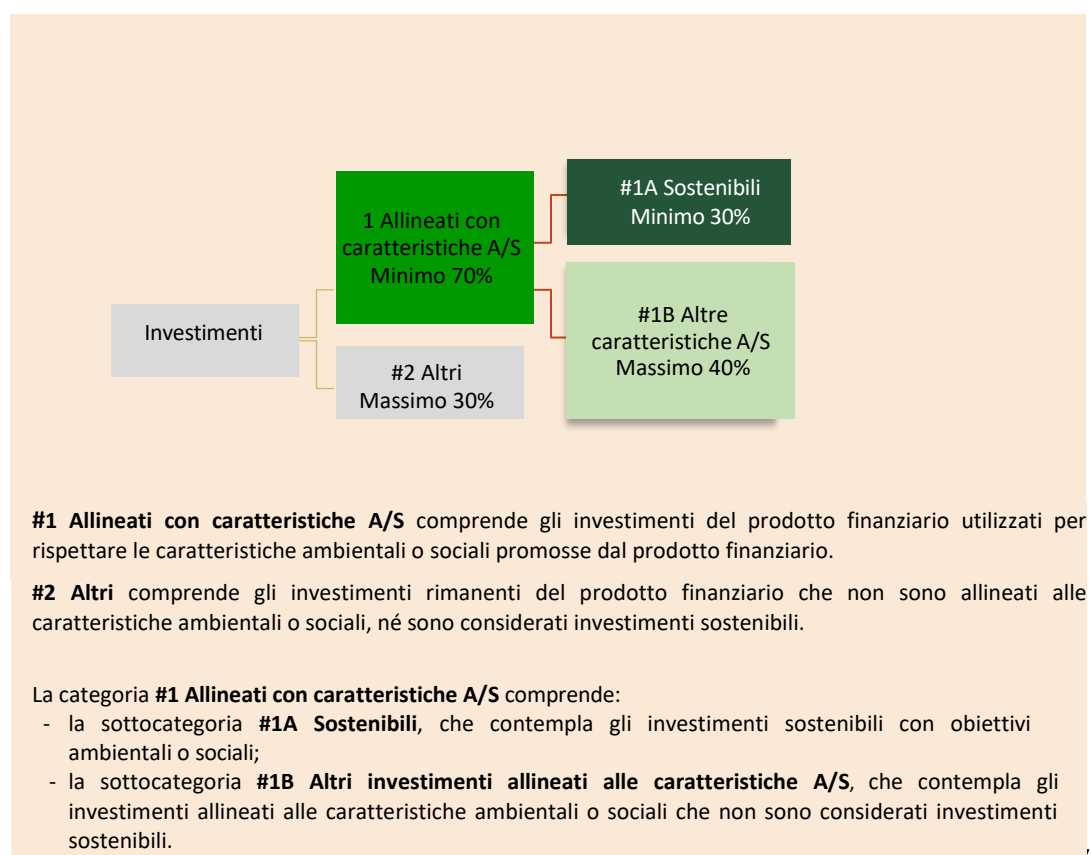 #1A Sostenibili
Minimo 30%
1 Allineati con
caratteristiche A/S
Minimo 70%
#1B Altre
caratteristiche A/S
Massimo 40%
Investimenti
#2 Altri
Massimo 30%
#1 Allineati con caratteristiche A/S comprende gli investimenti del prodotto finanziario utilizzati per
rispettare le caratteristiche ambientali o sociali promosse dal prodotto finanziario.
#2 Altri comprende gli investimenti rimanenti del prodotto finanziario che non sono allineati alle
caratteristiche ambientali o sociali, né sono considerati investimenti sostenibili.
La categoria #1 Allineati con caratteristiche A/S comprende:
- la sottocategoria #1A Sostenibili, che contempla gli investimenti sostenibili con obiettivi
ambientali o sociali;
- la sottocategoria #1B Altri investimenti allineati alle caratteristiche A/S, che contempla gli
investimenti allineati alle caratteristiche ambientali o sociali che non sono considerati investimenti
sostenibili.